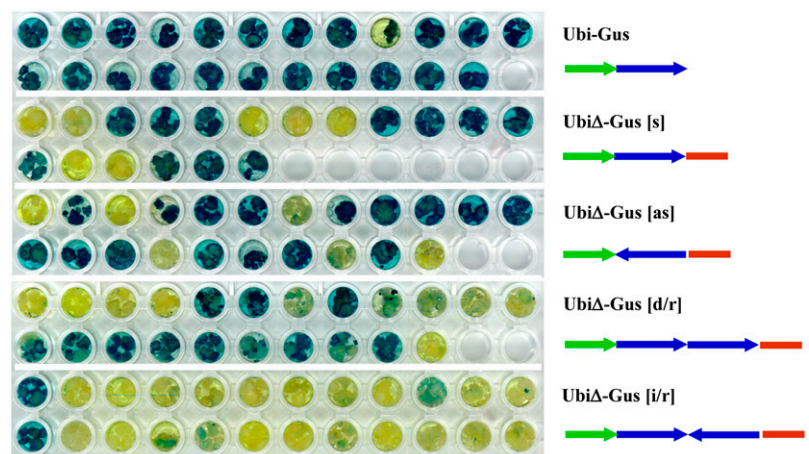 Ubi-Gus
UbiΔ-Gus [s]
UbiΔ-Gus [as]
UbiΔ-Gus [d/r]
UbiΔ-Gus [i/r]